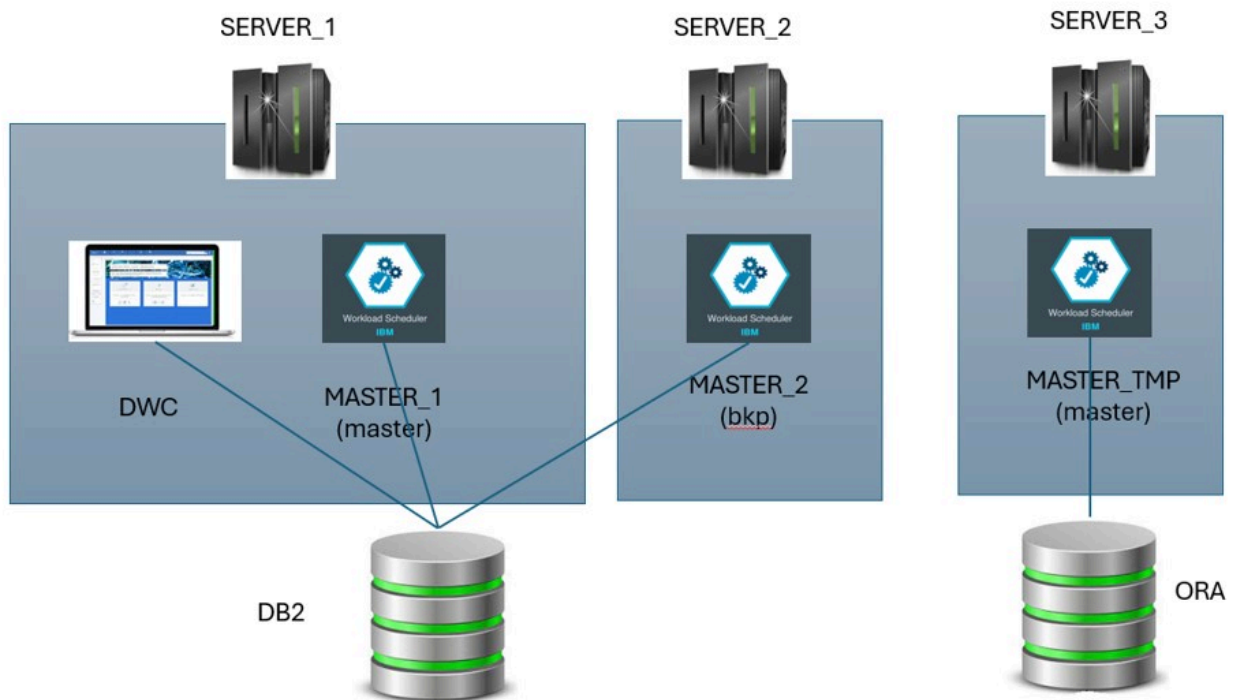 SERVER_1
SERVER_2
SERVER_3
Workload Scheduler
IBM
Workload Scheduler
IBM
Workload Scheduler
IBM
DWC
MASTER_1
(master)
MASTER_2
(bkp)
MASTER_TMP
(master)
DB2
ORA